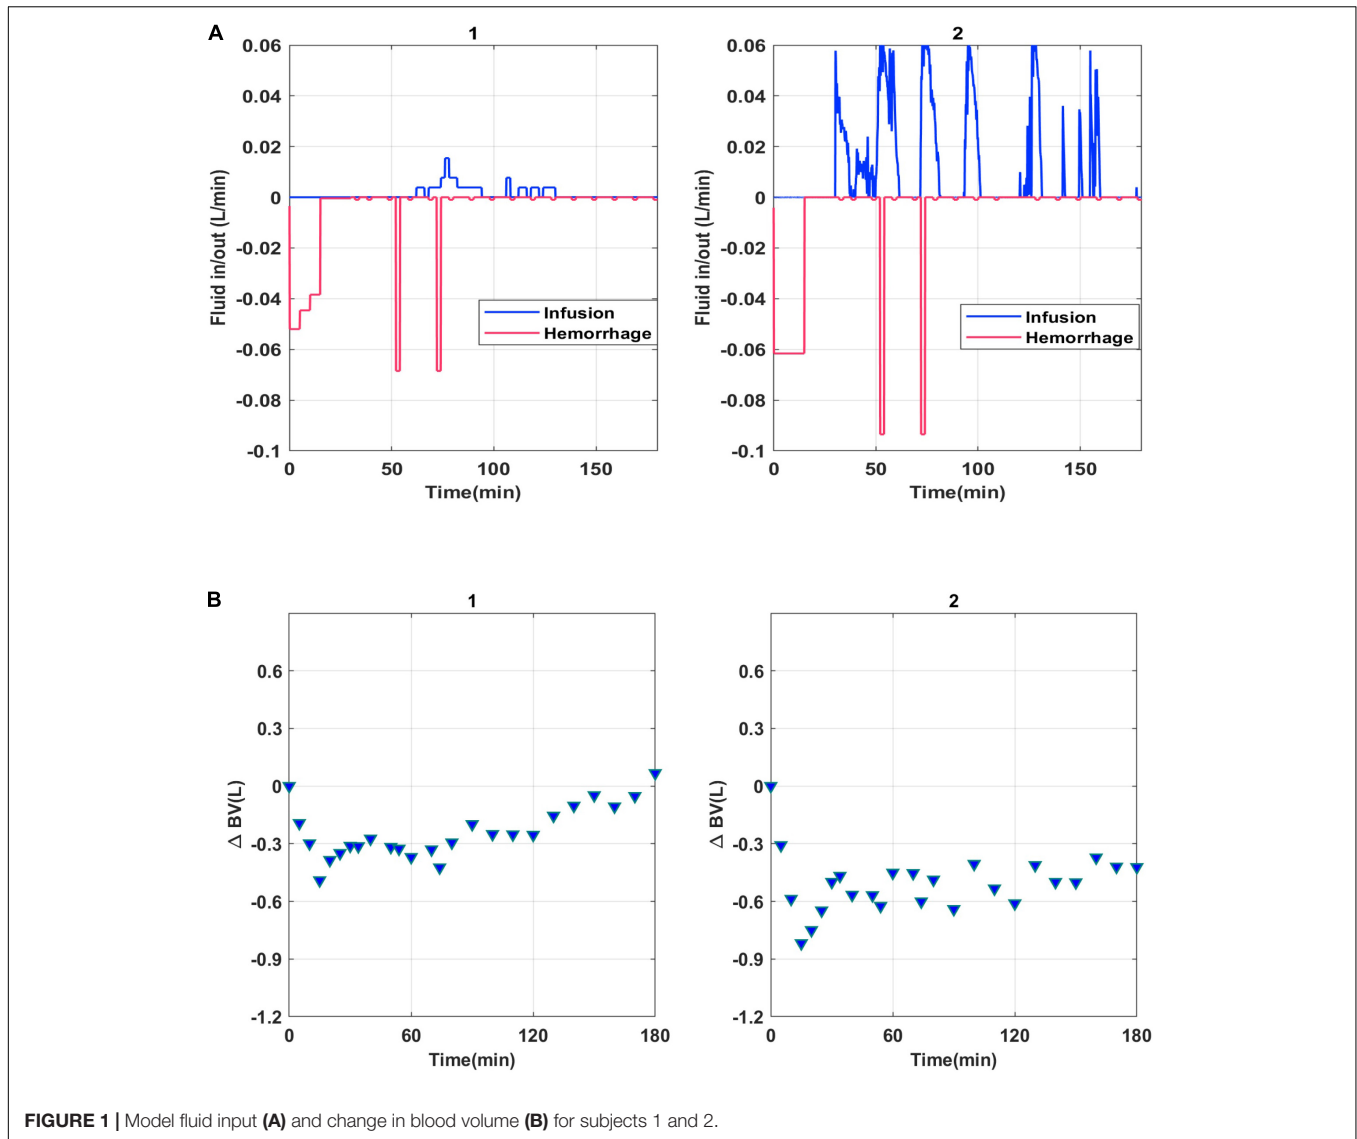 A
1
0.06
0.04
0.02
0
-0.02
-0.04
-0.06
-0.08
-0.1
Fluid in/out (L/min)
Infusion
Hemorrhage
0 50 100 150
Time(min)
2
0.06
0.04
0.02
0
-0.02
-0.04
-0.06
-0.08
-0.1
Fluid in/out (L/min)
Infusion
Hemorrhage
0 50 100 150
Time(min)
B
1
0.6
0.3
0
-0.3
-0.6
-0.9
-1.2
Δ BV(L)
0 60 120 180
Time(min)
2
0.6
0.3
0
-0.3
-0.6
-0.9
-1.2
Δ BV(L)
0 60 120 180
Time(min)
FIGURE 1 | Model fluid input (A) and change in blood volume (B) for subjects 1 and 2.